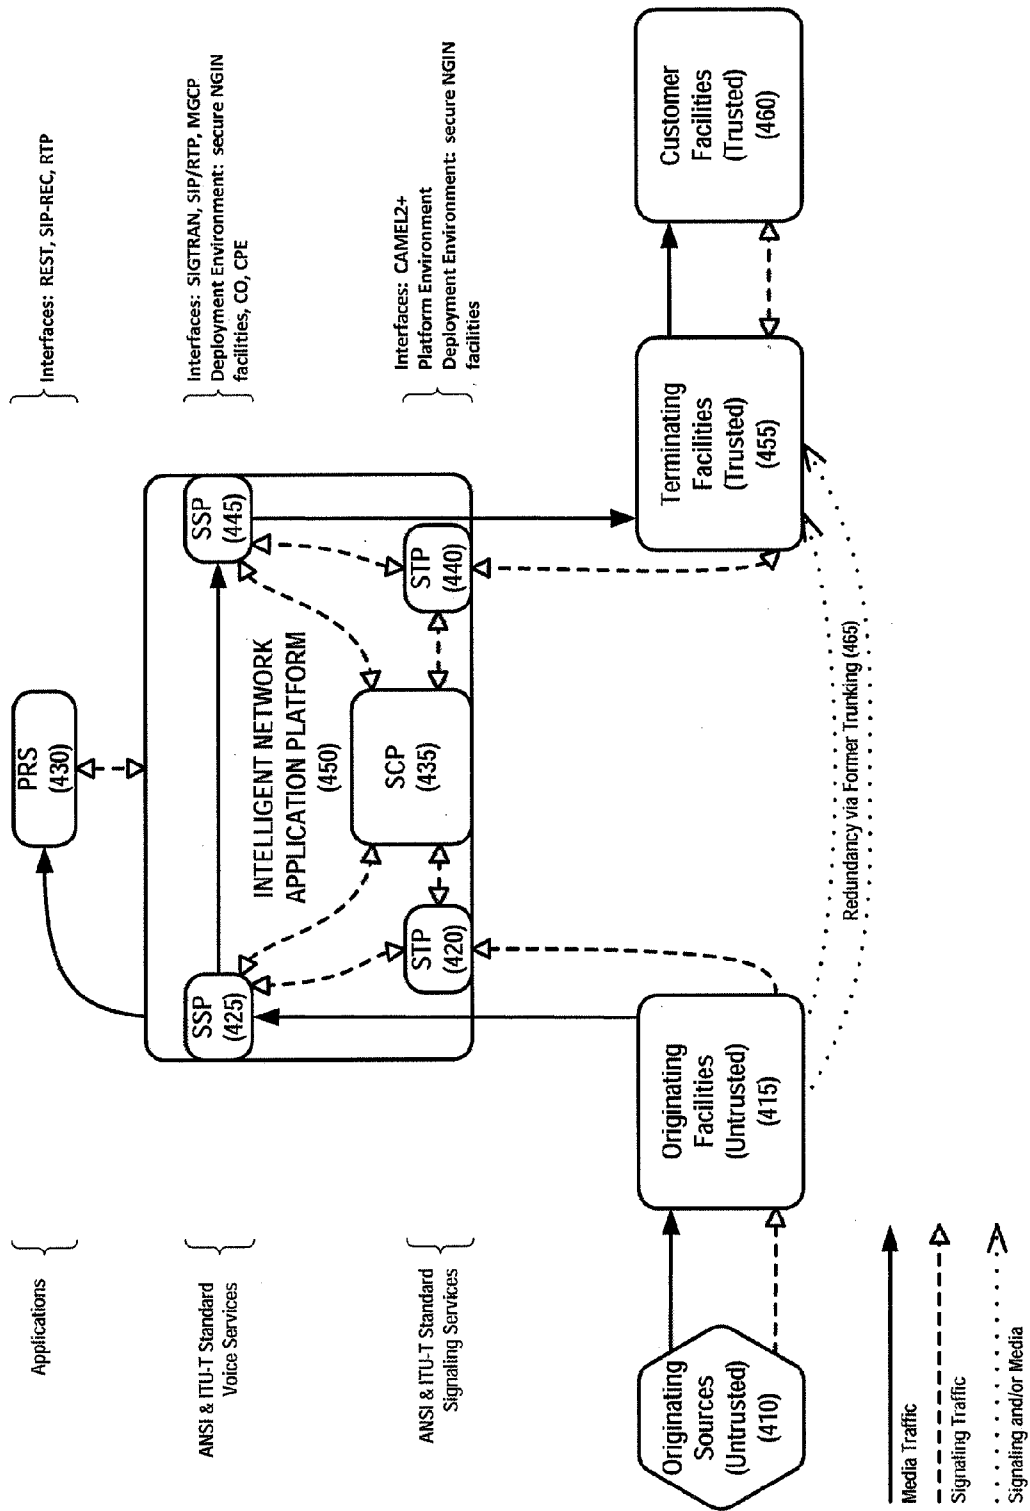 Applications
PRS
(430)
Interfaces: REST, SIP-REC, RTP
ANSI & ITU-T Standard
Voice Services
SSP
(425)
SSP
(445)
Interfaces: SIGTRAN, SIP/RTP, MGCP
Deployment Environment: secure NGIN
facilities, CO, CPE
INTELLIGENT NETWORK
APPLICATION PLATFORM
(450)
SCP
(435)
ANSI & ITU-T Standard
Signaling Services
STP
(420)
STP
(440)
Interfaces: CAMEL2+
Platform Environment
Deployment Environment: secure NGIN
facilities
Originating
Sources
(Untrusted)
(410)
Originating
Facilities
(Untrusted)
(415)
Terminating
Facilities
(Trusted)
(455)
Customer
Facilities
(Trusted)
(460)
Redundancy via Former Trunking (465)
Media Traffic
Signaling Traffic
Signaling and/or Media